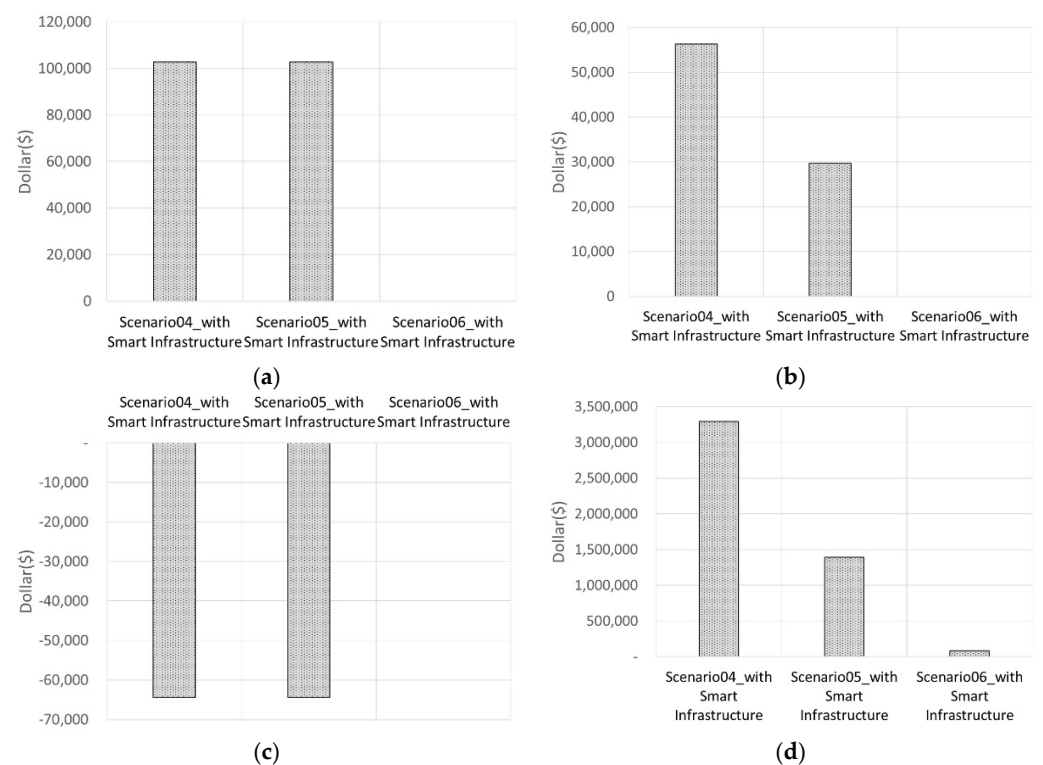 120,000
100,000
80,000
60,000
40,000
20,000
0
Dollar($)
Scenario04_with Scenario05_with Scenario06_with
Smart Infrastructure Smart Infrastructure Smart Infrastructure
(a)
60,000
50,000
40,000
30,000
20,000
10,000
0
Dollar($)
Scenario04_with Scenario05_with Scenario06_with
Smart Infrastructure Smart Infrastructure Smart Infrastructure
(b)
Scenario04_with Scenario05_with Scenario06_with
Smart Infrastructure Smart Infrastructure Smart Infrastructure
-
-10,000
-20,000
-30,000
-40,000
-50,000
-60,000
-70,000
Dollar($)
(c)
3,500,000
3,000,000
2,500,000
2,000,000
1,500,000
1,000,000
500,000
-
Dollar($)
Scenario04_with Scenario05_with Scenario06_with
Smart Smart Smart
Infrastructure Infrastructure Infrastructure
(d)